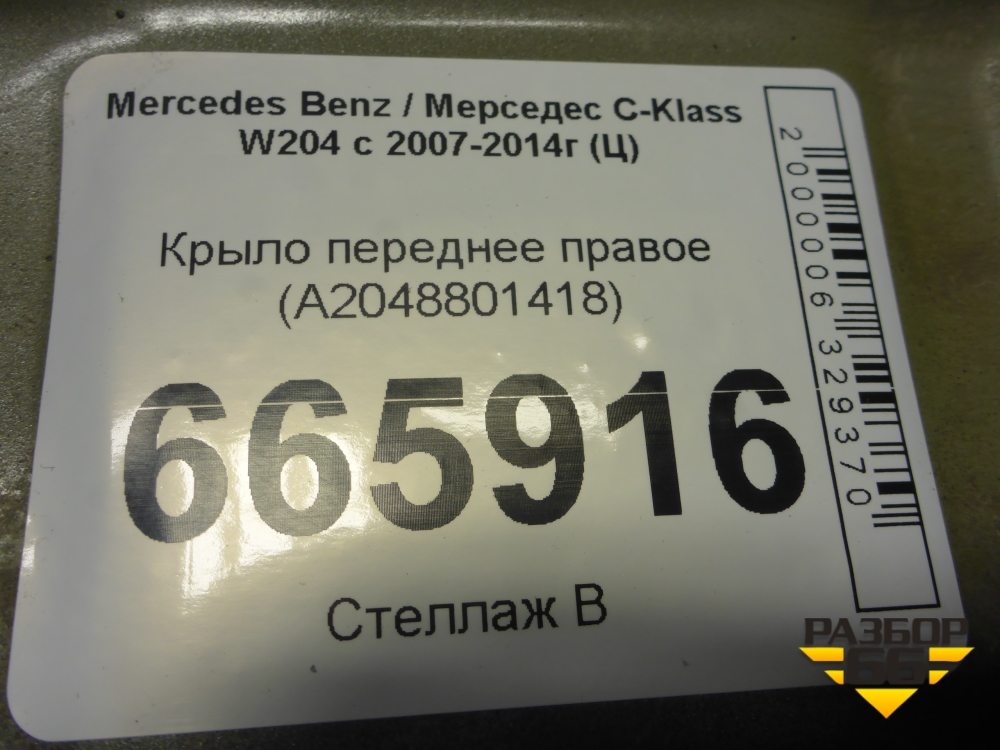 Mercedes Benz / Мерседес C-Klass
W204 с 2007-2014г (Ц)
Крыло переднее правое
(A2048801418)
665916
Стеллаж В
2000006329370
РАЗБОР
66